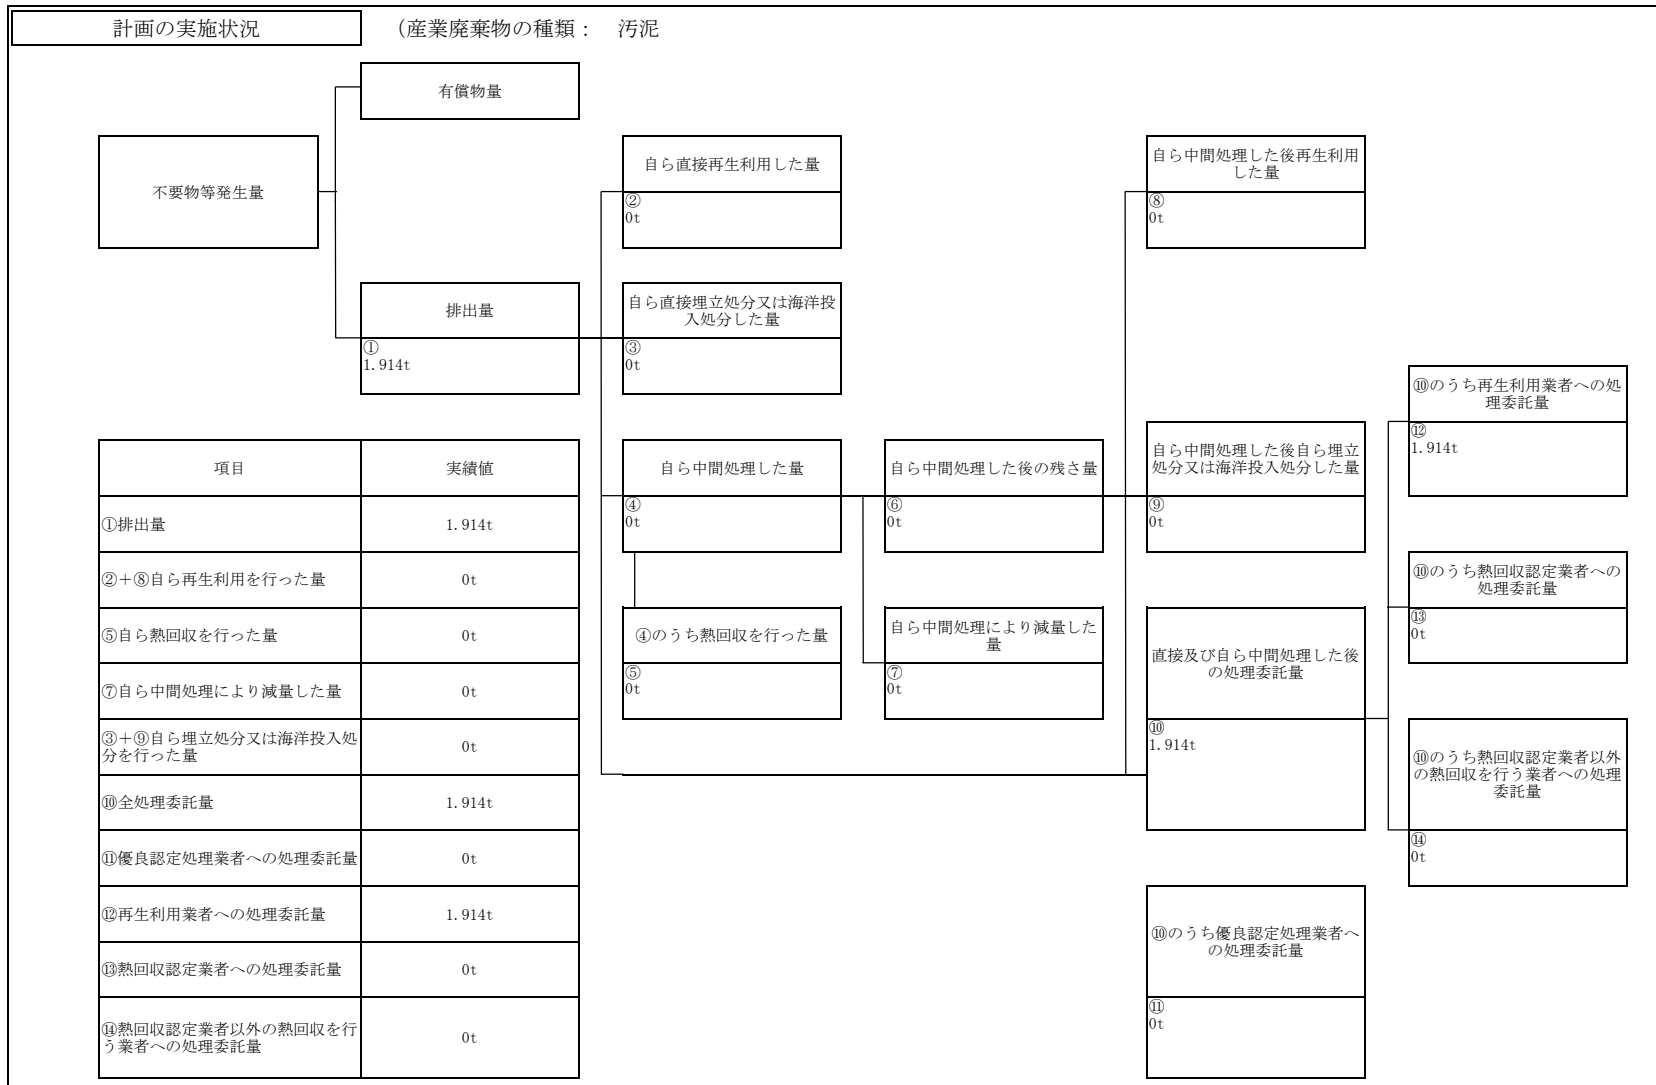 計画の実施状況
（産業廃棄物の種類： 汚泥
有償物量
不要物等発生量
自ら直接再生利用した量
②
0t
自ら中間処理した後再生利用
した量
⑧
0t
排出量
①
1.914t
自ら直接埋立処分又は海洋投
入処分した量
③
0t
⑩のうち再生利用業者への処
理委託量
⑫
1.914t
自ら中間処理した量
④
0t
自ら中間処理した後の残さ量
⑥
0t
自ら中間処理した後自ら埋立
処分又は海洋投入処分した量
⑨
0t
⑩のうち熱回収認定業者への
処理委託量
⑬
0t
④のうち熱回収を行った量
⑤
0t
自ら中間処理により減量した
量
⑦
0t
直接及び自ら中間処理した後
の処理委託量
⑩
1.914t
⑩のうち熱回収認定業者以外
の熱回収を行う業者への処理
委託量
⑭
0t
⑩のうち優良認定処理業者へ
の処理委託量
⑪
0t
項目 実績値
①排出量 1.914t
②＋⑧自ら再生利用を行った量 0t
⑤自ら熱回収を行った量 0t
⑦自ら中間処理により減量した量 0t
③＋⑨自ら埋立処分又は海洋投入処
分を行った量 0t
⑩全処理委託量 1.914t
⑪優良認定処理業者への処理委託量 0t
⑫再生利用業者への処理委託量 1.914t
⑬熱回収認定業者への処理委託量 0t
⑭熱回収認定業者以外の熱回収を行
う業者への処理委託量 0t